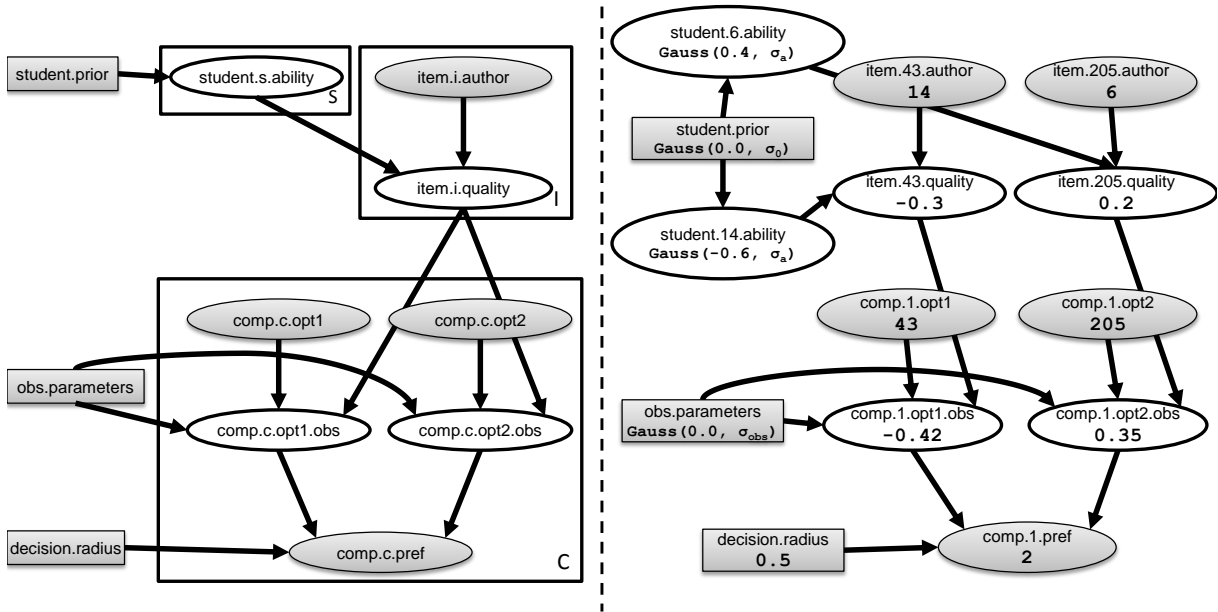 student.prior
student.s.ability
S
item.i.author
item.i.quality
I
comp.c.opt1
comp.c.opt2
obs.parameters
comp.c.opt1.obs
comp.c.opt2.obs
decision.radius
comp.c.pref
C
student.6.ability
Gauss(0.4, σa)
item.43.author
14
item.205.author
6
student.prior
Gauss(0.0, σ0)
item.43.quality
-0.3
item.205.quality
0.2
student.14.ability
Gauss(-0.6, σa)
comp.1.opt1
43
comp.1.opt2
205
obs.parameters
Gauss(0.0, σobs)
comp.1.opt1.obs
-0.42
comp.1.opt2.obs
0.35
decision.radius
0.5
comp.1.pref
2